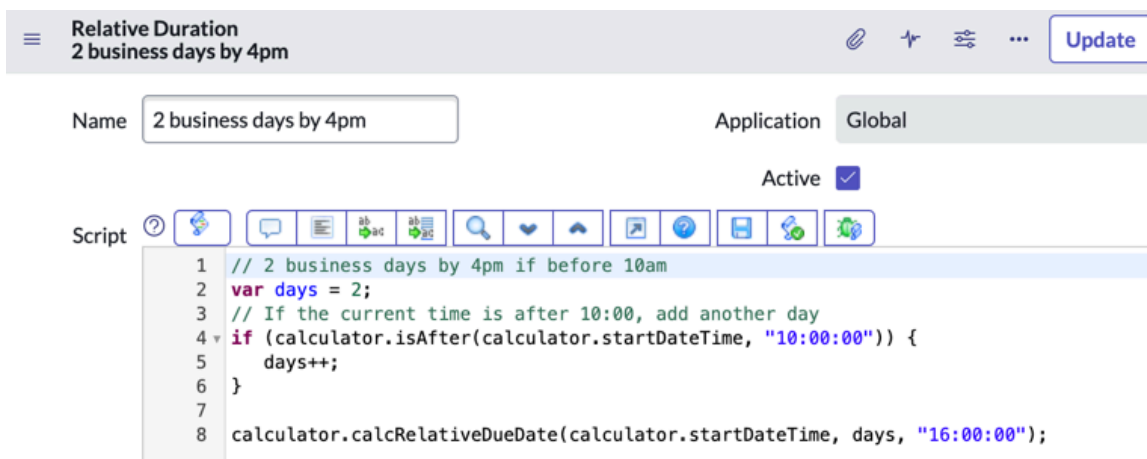 Relative Duration
2 business days by 4pm
Update
Name
2 business days by 4pm
Application
Global
Active
Script
1 // 2 business days by 4pm if before 10am
2 var days = 2;
3 // If the current time is after 10:00, add another day
4 if (calculator.isAfter(calculator.startDateTime, "10:00:00")) {
5    days++;
6 }
7
8 calculator.calcRelativeDueDate(calculator.startDateTime, days, "16:00:00");